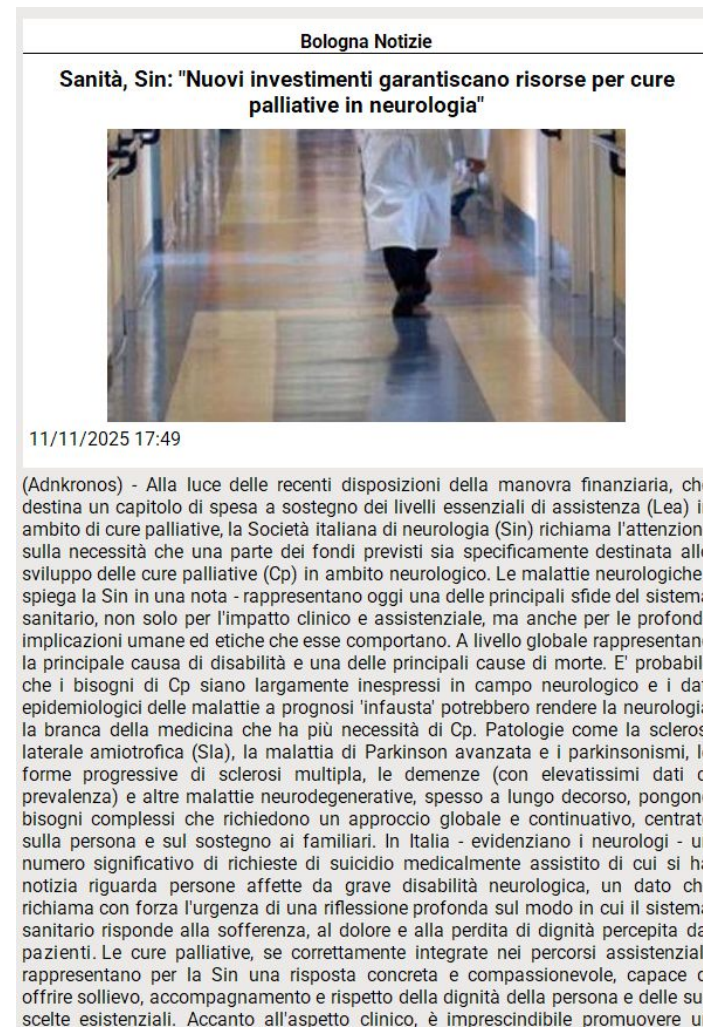 Bologna Notizie
Sanità, Sin: "Nuovi investimenti garantiscano risorse per cure
palliative in neurologia"
11/11/2025 17:49
(Adnkronos) - Alla luce delle recenti disposizioni della manovra finanziaria, che
destina un capitolo di spesa a sostegno dei livelli essenziali di assistenza (Lea) i
ambito di cure palliative, la Società italiana di neurologia (Sin) richiama l'attenzion
sulla necessità che una parte dei fondi previsti sia specificamente destinata allo
sviluppo delle cure palliative (Cp) in ambito neurologico. Le malattie neurologiche
spiega la Sin in una nota - rappresentano oggi una delle principali sfide del sistema
sanitario, non solo per l'impatto clinico e assistenziale, ma anche per le profond
implicazioni umane ed etiche che esse comportano. A livello globale rappresentano
la principale causa di disabilità e una delle principali cause di morte. E' probabil
che i bisogni di Cp siano largamente inespressi in campo neurologico e i dat
epidemiologici delle malattie a prognosi 'infausta' potrebbero rendere la neurologia
la branca della medicina che ha più necessità di Cp. Patologie come la scleros
laterale amiotrofica (Sla), la malattia di Parkinson avanzata e i parkinsonismi, le
forme progressive di sclerosi multipla, le demenze (con elevatissimi dati d
prevalenza) e altre malattie neurodegenerative, spesso a lungo decorso, pongono
bisogni complessi che richiedono un approccio globale e continuativo, centrato
sulla persona e sul sostegno ai familiari. In Italia - evidenziano i neurologi - un
numero significativo di richieste di suicidio medicalmente assistito di cui si ha
notizia riguarda persone affette da grave disabilità neurologica, un dato che
richiama con forza l'urgenza di una riflessione profonda sul modo in cui il sistema
sanitario risponde alla sofferenza, al dolore e alla perdita di dignità percepita da
pazienti. Le cure palliative, se correttamente integrate nei percorsi assistenzial
rappresentano per la Sin una risposta concreta e compassionevole, capace d
offrire sollievo, accompagnamento e rispetto della dignità della persona e delle su
scelte esistenziali. Accanto all'aspetto clinico, è imprescindibile promuovere u